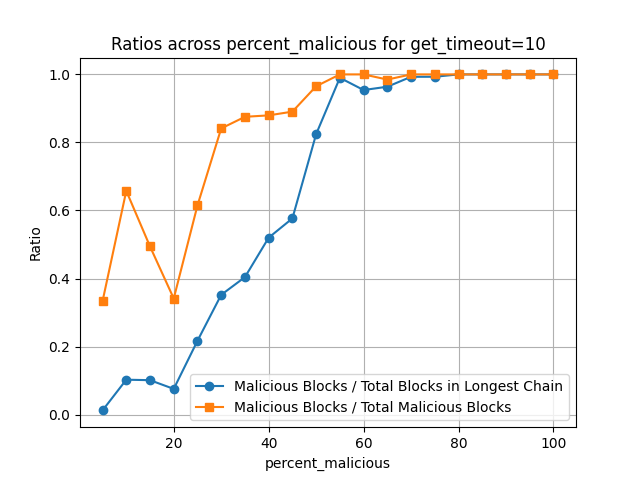 Ratios across percent_malicious for get_timeout=10
1.0
0.8
0.6
0.4
0.2
0.0
Ratio
Malicious Blocks / Total Blocks in Longest Chain
Malicious Blocks / Total Malicious Blocks
20 40 60 80 100
percent_malicious